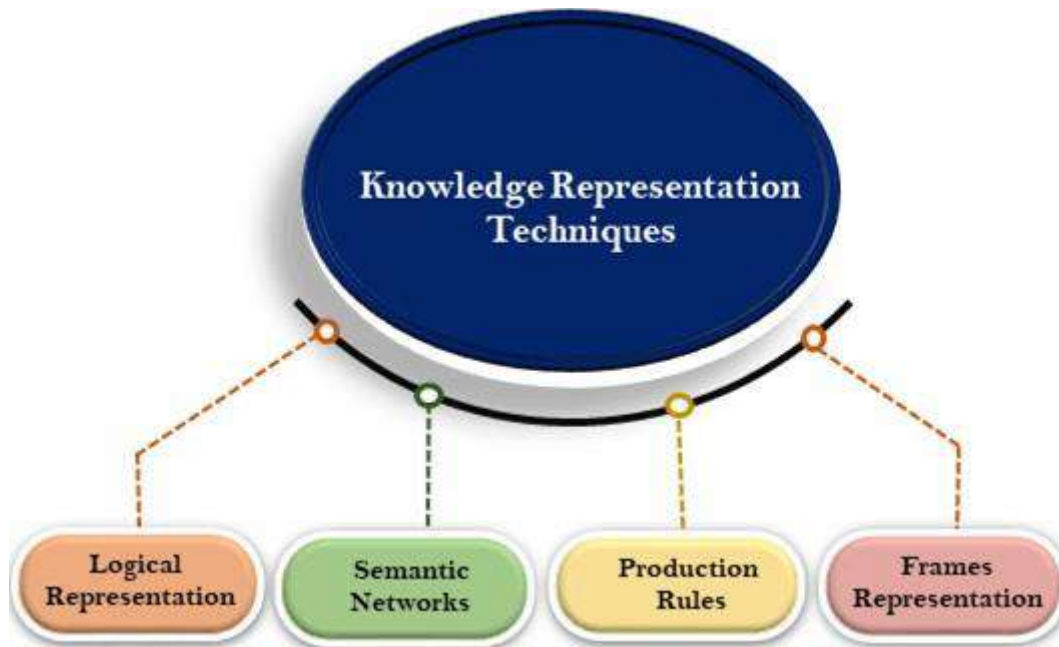 Knowledge Representation
Techniques
Logical
Representation
Semantic
Networks
Production
Rules
Frames
Representation